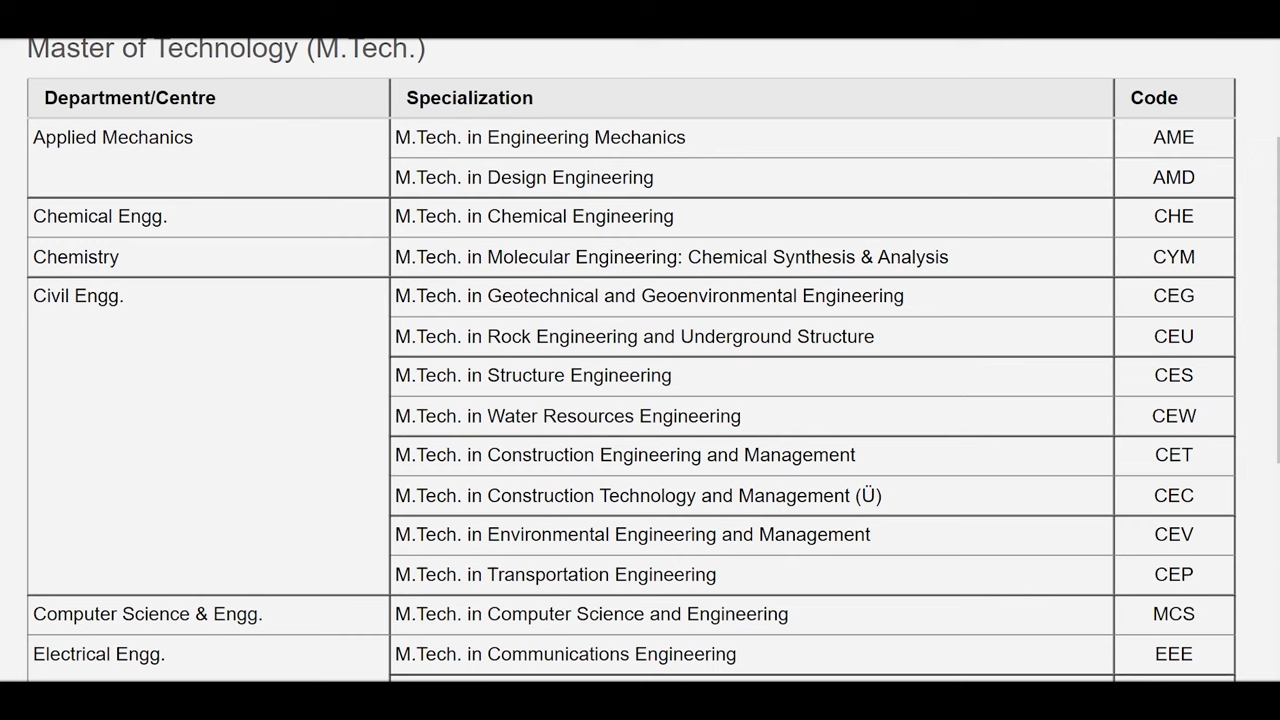 Master of Technology (M.Tech.)
Department/Centre Specialization Code
Applied Mechanics M.Tech. in Engineering Mechanics AME
M.Tech. in Design Engineering AMD
Chemical Engg. M.Tech. in Chemical Engineering CHE
Chemistry M.Tech. in Molecular Engineering: Chemical Synthesis & Analysis CYM
Civil Engg. M.Tech. in Geotechnical and Geoenvironmental Engineering CEG
M.Tech. in Rock Engineering and Underground Structure CEU
M.Tech. in Structure Engineering CES
M.Tech. in Water Resources Engineering CEW
M.Tech. in Construction Engineering and Management CET
M.Tech. in Construction Technology and Management (Ü) CEC
M.Tech. in Environmental Engineering and Management CEV
M.Tech. in Transportation Engineering CEP
Computer Science & Engg. M.Tech. in Computer Science and Engineering MCS
Electrical Engg. M.Tech. in Communications Engineering EEE